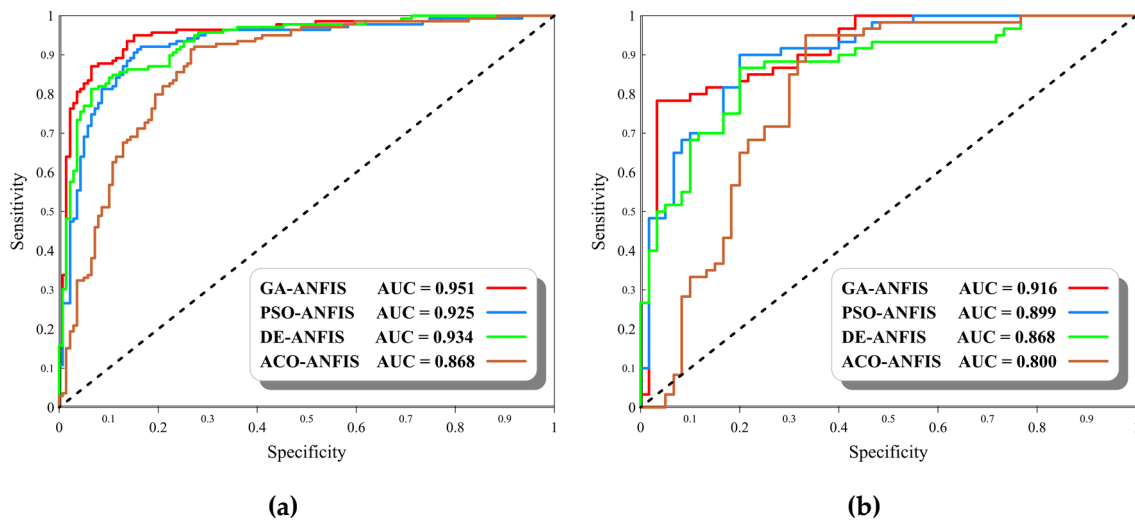 1
0.9
0.8
0.7
0.6
0.5
0.4
0.3
0.2
0.1
0
Sensitivity
GA-ANFIS AUC = 0.951
PSO-ANFIS AUC = 0.925
DE-ANFIS AUC = 0.934
ACO-ANFIS AUC = 0.868
0 0.1 0.2 0.3 0.4 0.5 0.6 0.7 0.8 0.9 1
Specificity
(a)
1
0.9
0.8
0.7
0.6
0.5
0.4
0.3
0.2
0.1
0
Sensitivity
GA-ANFIS AUC = 0.916
PSO-ANFIS AUC = 0.899
DE-ANFIS AUC = 0.868
ACO-ANFIS AUC = 0.800
0 0.1 0.2 0.3 0.4 0.5 0.6 0.7 0.8 0.9
Specificity
(b)